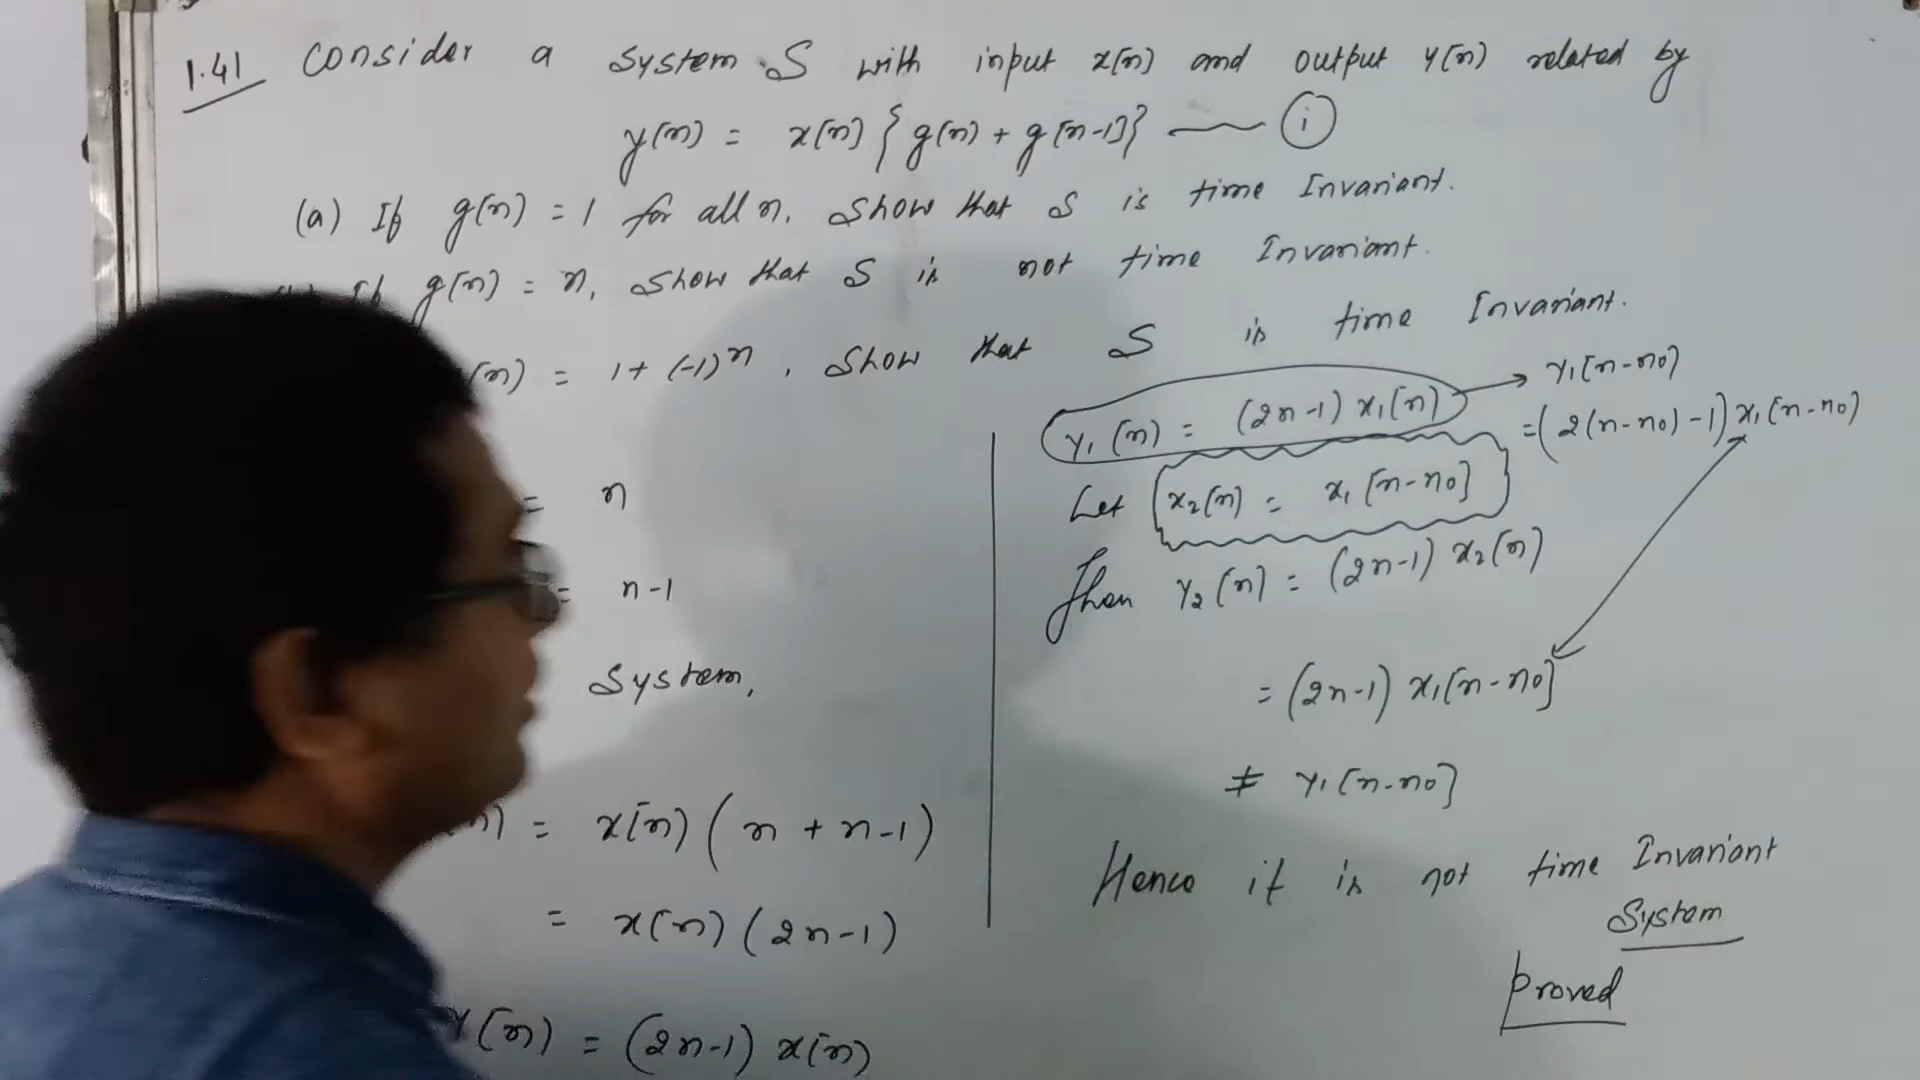 1.41 Consider a system S with input x[n] and output y[n] related by
y[n] = x[n] { g[n] + g[n-1]} — (i)
(a) If g[n] = 1 for all n, Show that S is time Invariant.
If g[n] = n, Show that S is not time Invariant.
[n] = 1 + (-1)^n, Show that S is time Invariant.
= n
= n-1
System,
= x[n] ( n + n-1)
= x[n] (2n-1)
y[n] = (2n-1) x[n]
y1[n] = (2n-1) x1[n] → y1[n-n0]
= (2(n-n0) - 1) x1[n-n0]
Let x2[n] = x1[n-n0]
Then y2[n] = (2n-1) x2[n]
= (2n-1) x1[n-n0]
≠ y1[n-n0]
Hence it is not time Invariant
System
Proved